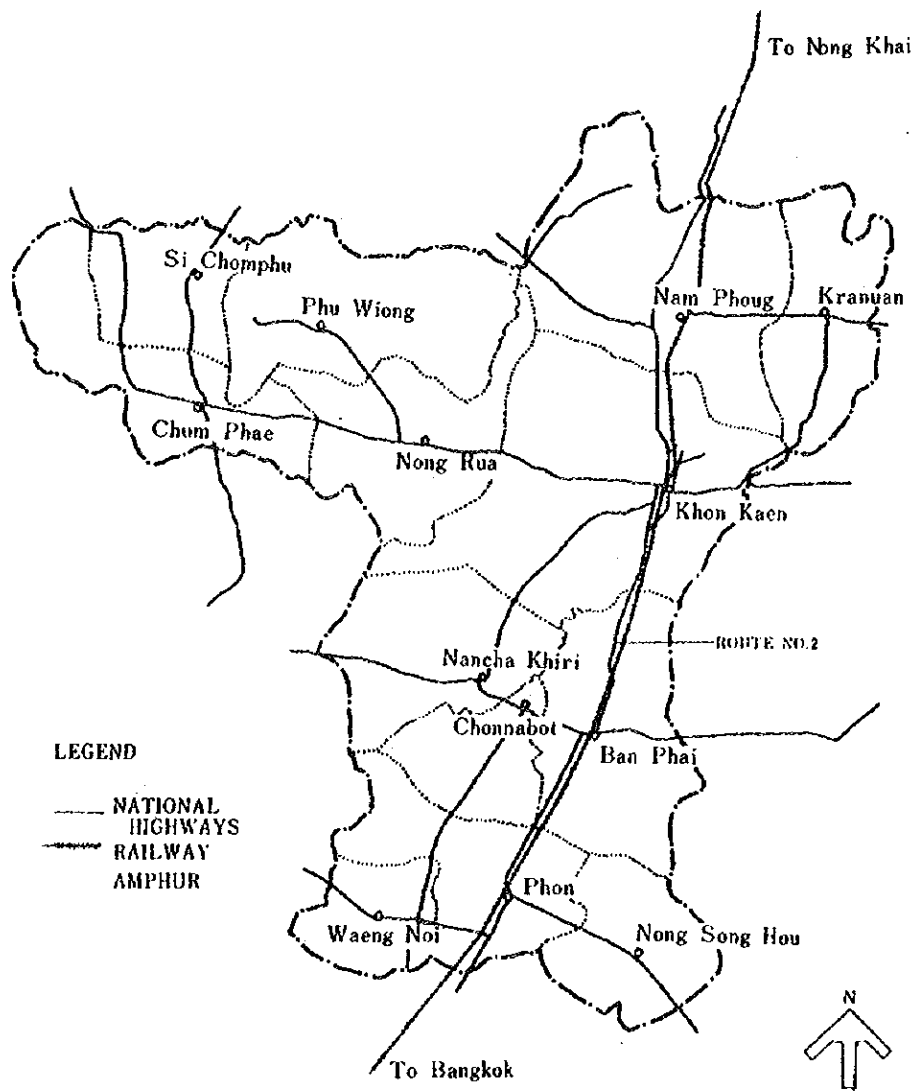 To Nong Khai
Si Chomphu
Phu Wiong
Nam Phoug
Kranuan
Chum Phae
Nong Rua
Khon Kaen
ROUTE NO.2
Nancha Khiri
Chonnabot
Ban Phai
LEGEND
NATIONAL
HIGHWAYS
RAILWAY
AMPHUR
Phon
Waeng Noi
Nong Song Hou
N
To Bangkok